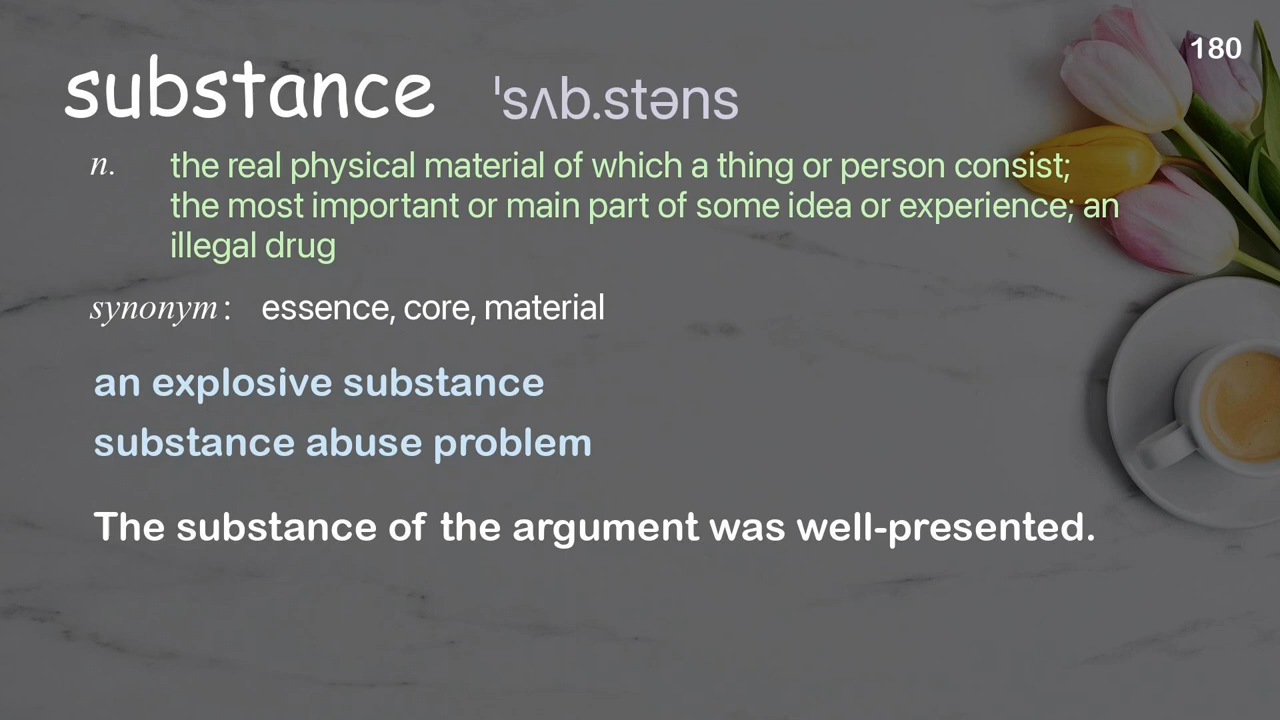 180
substance ˈsʌb.stəns
n. the real physical material of which a thing or person consist;
the most important or main part of some idea or experience; an
illegal drug
synonym: essence, core, material
an explosive substance
substance abuse problem
The substance of the argument was well-presented.